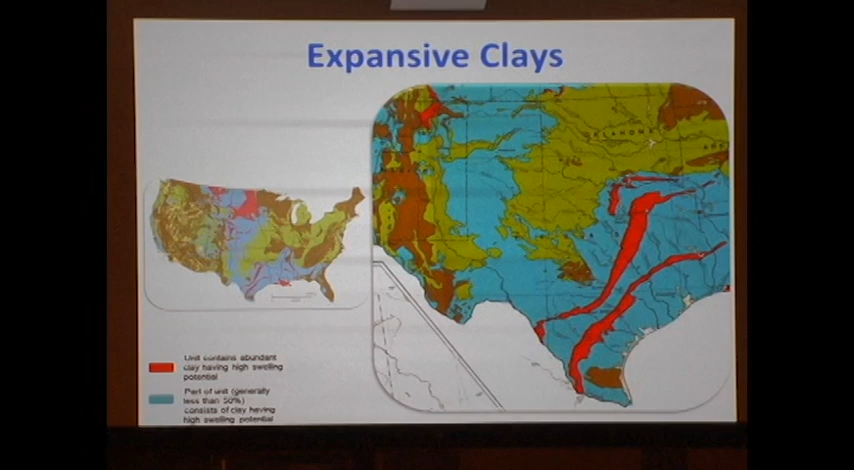 Expansive Clays
OKLAHOMA
Unit contains abundant
clay having high swelling
potential
Part of unit (generally
less than 50%)
consists of clay having
high swelling potential